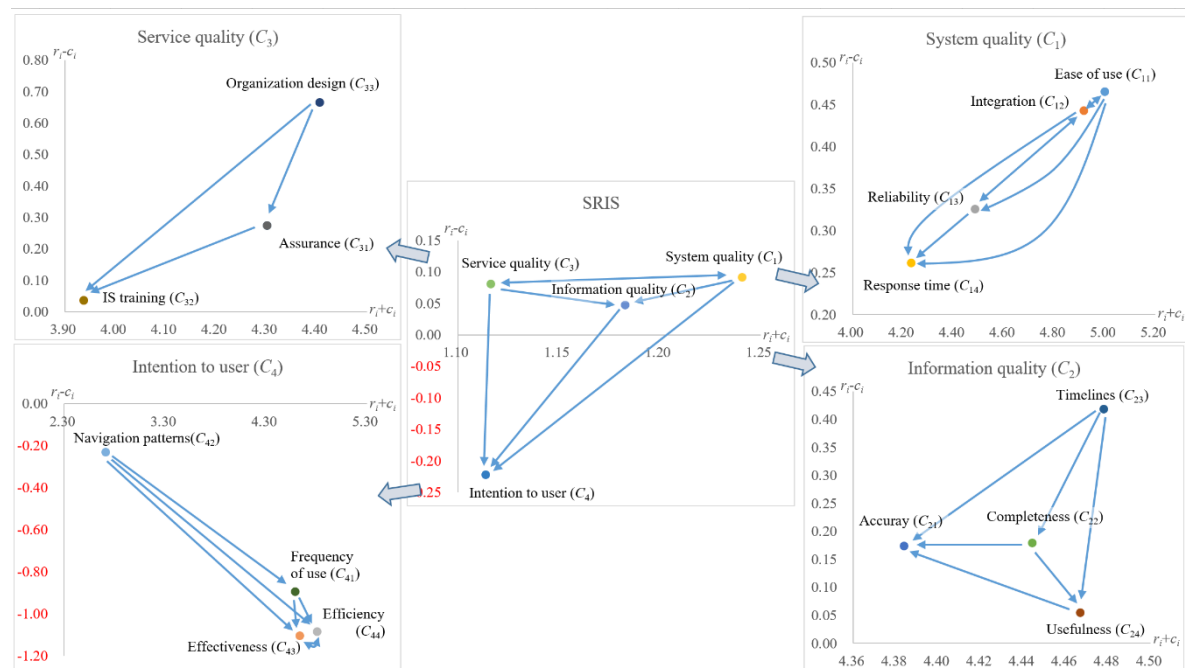 Service quality (C3)
ri-ci
0.80
0.70
0.60
0.50
0.40
0.30
0.20
0.10
0.00
Organization design (C33)
Assurance (C31)
IS training (C32)
3.90
4.00
4.10
4.20
4.30
4.40
4.50
ri+ci
System quality (C1)
ri-ci
0.50
0.45
0.40
0.35
0.30
0.25
0.20
Ease of use (C11)
Integration (C12)
Reliability (C13)
Response time (C14)
4.00
4.20
4.40
4.60
4.80
5.00
5.20
ri+ci
SRIS
ri-ci
0.15
0.10
0.05
0.00
-0.05
-0.10
-0.15
-0.20
-0.25
System quality (C1)
Service quality (C3)
Information quality (C2)
ri+ci
1.10
1.15
1.20
1.25
Intention to user (C4)
Intention to user (C4)
0.00
ri-ci
ri+ci
2.30
3.30
4.30
5.30
-0.20
-0.40
-0.60
-0.80
-1.00
-1.20
Navigation patterns(C42)
Frequency
of use (C41)
Efficiency
(C44)
Effectiveness (C43)
Information quality (C2)
ri-ci
0.45
0.40
0.35
0.30
0.25
0.20
0.15
0.10
0.05
0.00
Timelines (C23)
Accuray (C21)
Completeness (C22)
Usefulness (C24)
ri+ci
4.36
4.38
4.40
4.42
4.44
4.46
4.48
4.50